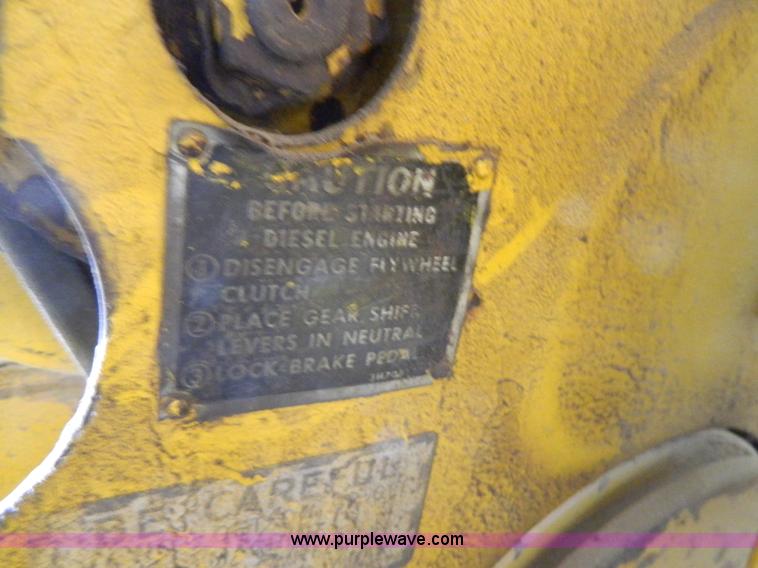 CAUTION
BEFORE STARTING
DIESEL ENGINE
① DISENGAGE FLYWHEEL
CLUTCH
② PLACE GEAR SHIFT
LEVERS IN NEUTRAL
③ LOCK BRAKE PEDAL
BE CAREFUL
www.purplewave.com